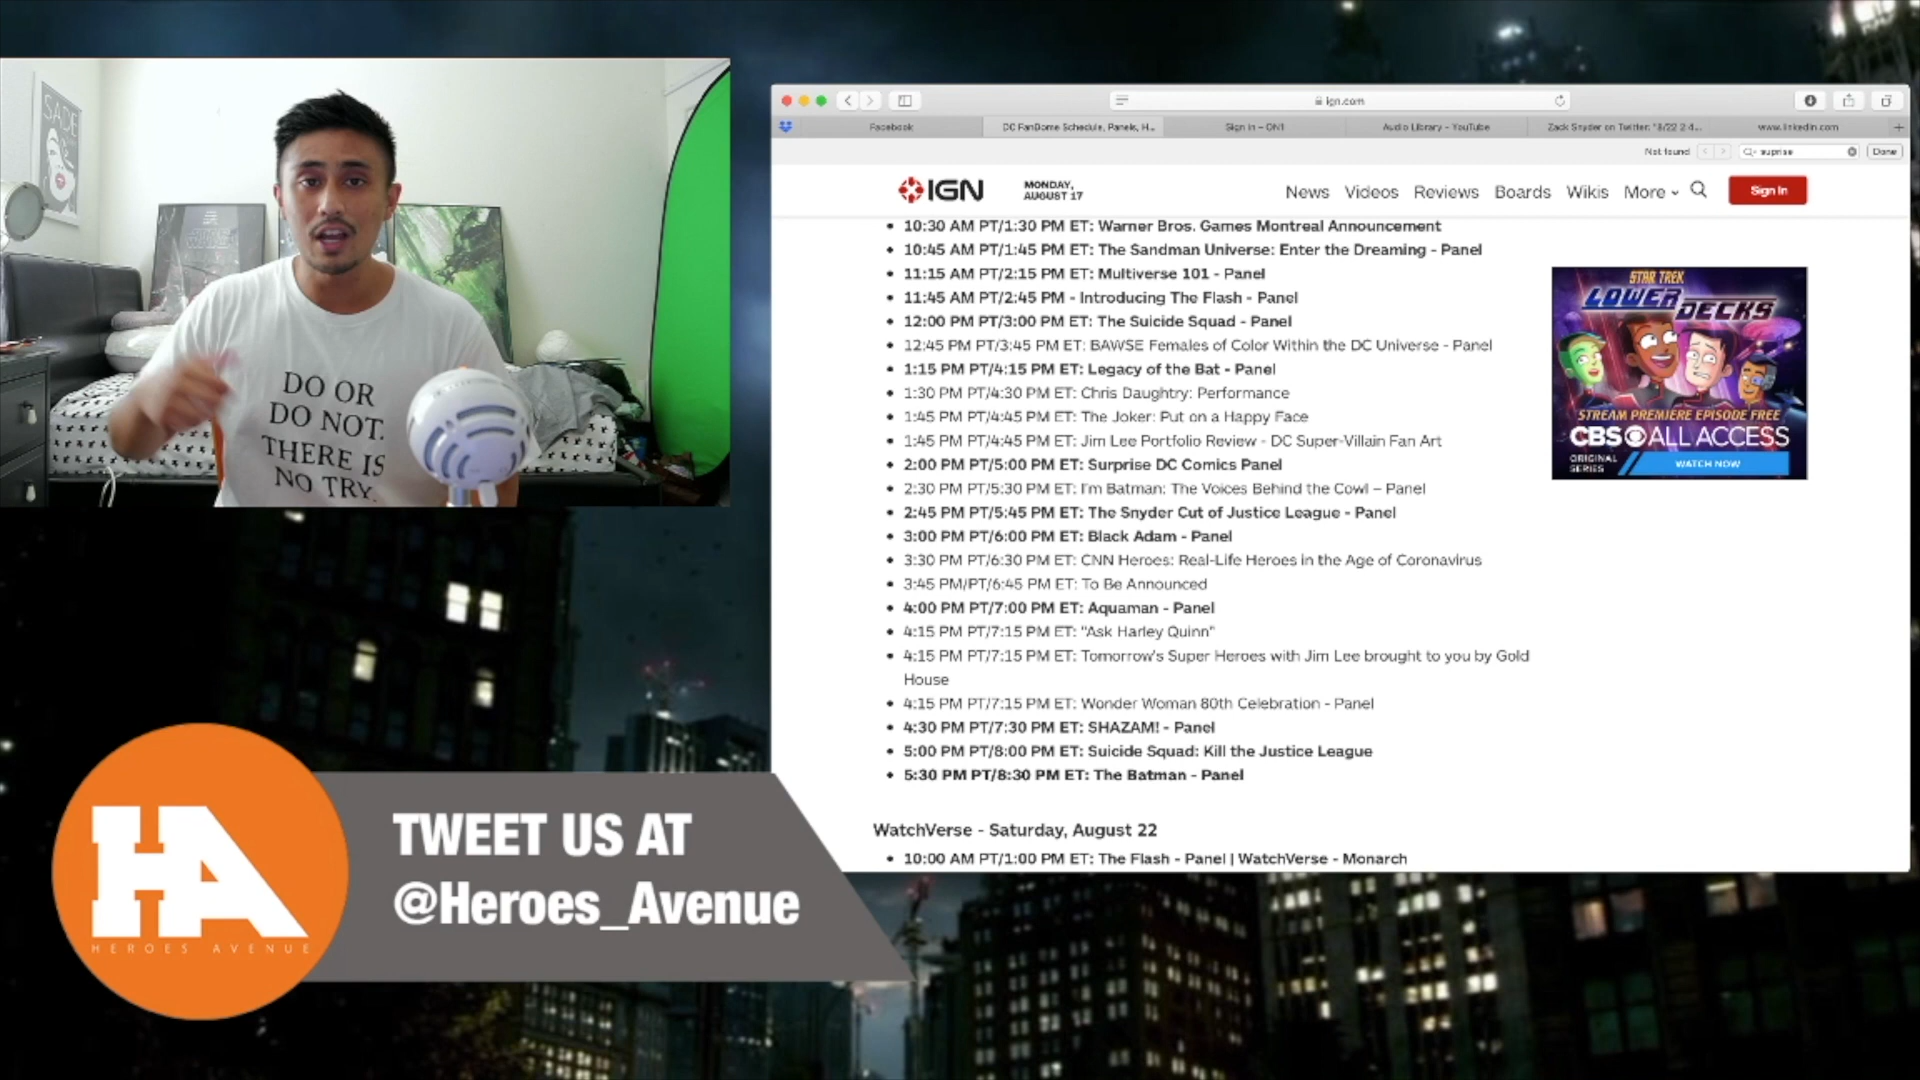 SADE
DO OR
DO NOT.
THERE IS
NO TRY.
ign.com
Facebook
DC FanDome Schedule, Panels, H...
Sign In – ON1
Audio Library - YouTube
Zack Snyder on Twitter: "8/22 2:4...
www.linkedin.com
Not found
suprise
Done
IGN
MONDAY,
AUGUST 17
News Videos Reviews Boards Wikis More
Sign In
• 10:30 AM PT/1:30 PM ET: Warner Bros. Games Montreal Announcement
• 10:45 AM PT/1:45 PM ET: The Sandman Universe: Enter the Dreaming - Panel
• 11:15 AM PT/2:15 PM ET: Multiverse 101 - Panel
• 11:45 AM PT/2:45 PM - Introducing The Flash - Panel
• 12:00 PM PT/3:00 PM ET: The Suicide Squad - Panel
• 12:45 PM PT/3:45 PM ET: BAWSE Females of Color Within the DC Universe - Panel
• 1:15 PM PT/4:15 PM ET: Legacy of the Bat - Panel
• 1:30 PM PT/4:30 PM ET: Chris Daughtry: Performance
• 1:45 PM PT/4:45 PM ET: The Joker: Put on a Happy Face
• 1:45 PM PT/4:45 PM ET: Jim Lee Portfolio Review - DC Super-Villain Fan Art
• 2:00 PM PT/5:00 PM ET: Surprise DC Comics Panel
• 2:30 PM PT/5:30 PM ET: I'm Batman: The Voices Behind the Cowl – Panel
• 2:45 PM PT/5:45 PM ET: The Snyder Cut of Justice League - Panel
• 3:00 PM PT/6:00 PM ET: Black Adam - Panel
• 3:30 PM PT/6:30 PM ET: CNN Heroes: Real-Life Heroes in the Age of Coronavirus
• 3:45 PM/PT/6:45 PM ET: To Be Announced
• 4:00 PM PT/7:00 PM ET: Aquaman - Panel
• 4:15 PM PT/7:15 PM ET: "Ask Harley Quinn"
• 4:15 PM PT/7:15 PM ET: Tomorrow's Super Heroes with Jim Lee brought to you by Gold
House
• 4:15 PM PT/7:15 PM ET: Wonder Woman 80th Celebration - Panel
• 4:30 PM PT/7:30 PM ET: SHAZAM! - Panel
• 5:00 PM PT/8:00 PM ET: Suicide Squad: Kill the Justice League
• 5:30 PM PT/8:30 PM ET: The Batman - Panel
WatchVerse - Saturday, August 22
• 10:00 AM PT/1:00 PM ET: The Flash - Panel | WatchVerse - Monarch
STAR TREK
LOWER DECKS
STREAM PREMIERE EPISODE FREE
CBS ALL ACCESS
ORIGINAL
SERIES
WATCH NOW
HA
HEROES AVENUE
TWEET US AT
@Heroes_Avenue